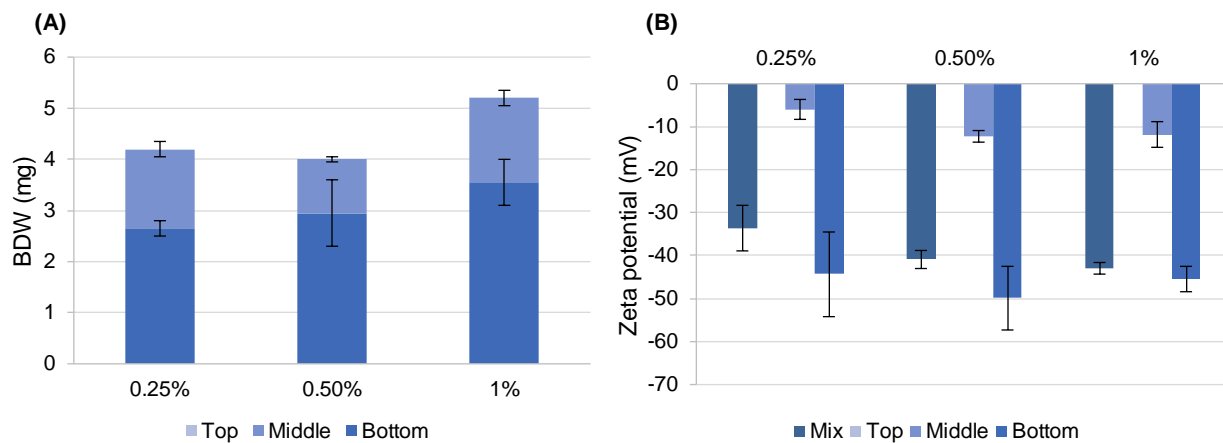 (A)
6
5
4
3
2
1
0
BDW (mg)
0.25% 0.50% 1%
Top Middle Bottom
(B)
0.25% 0.50% 1%
0
-10
-20
-30
-40
-50
-60
-70
Zeta potential (mV)
Mix Top Middle Bottom